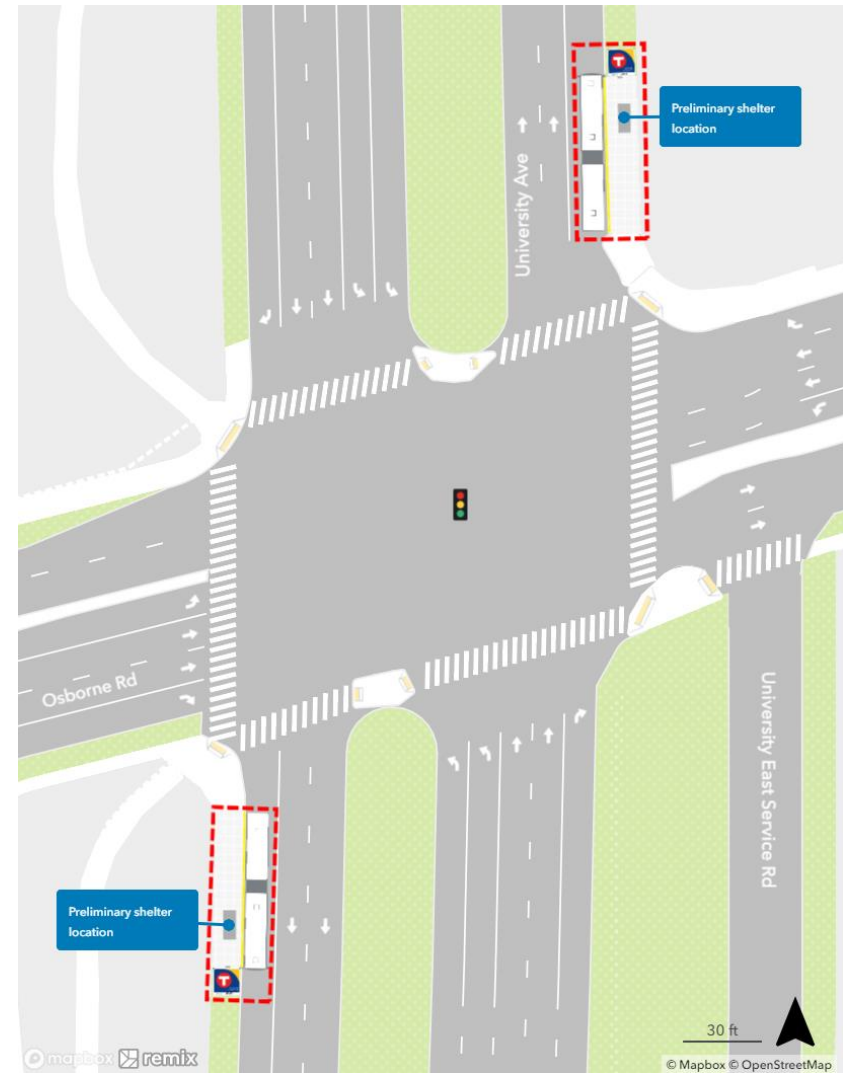 Preliminary shelter
location
University Ave
Osborne Rd
University East Service Rd
Preliminary shelter
location
T
T
30 ft
mapbox remix
© Mapbox © OpenStreetMap